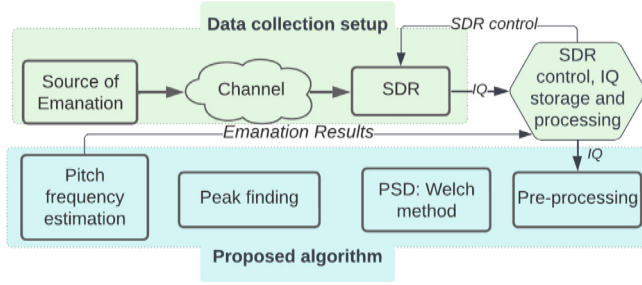 Data collection setup
SDR control
Source of
Emanation
Channel
SDR
IQ
SDR
control, IQ
storage and
processing
Emanation Results
IQ
Pitch
frequency
estimation
Peak finding
PSD: Welch
method
Pre-processing
Proposed algorithm